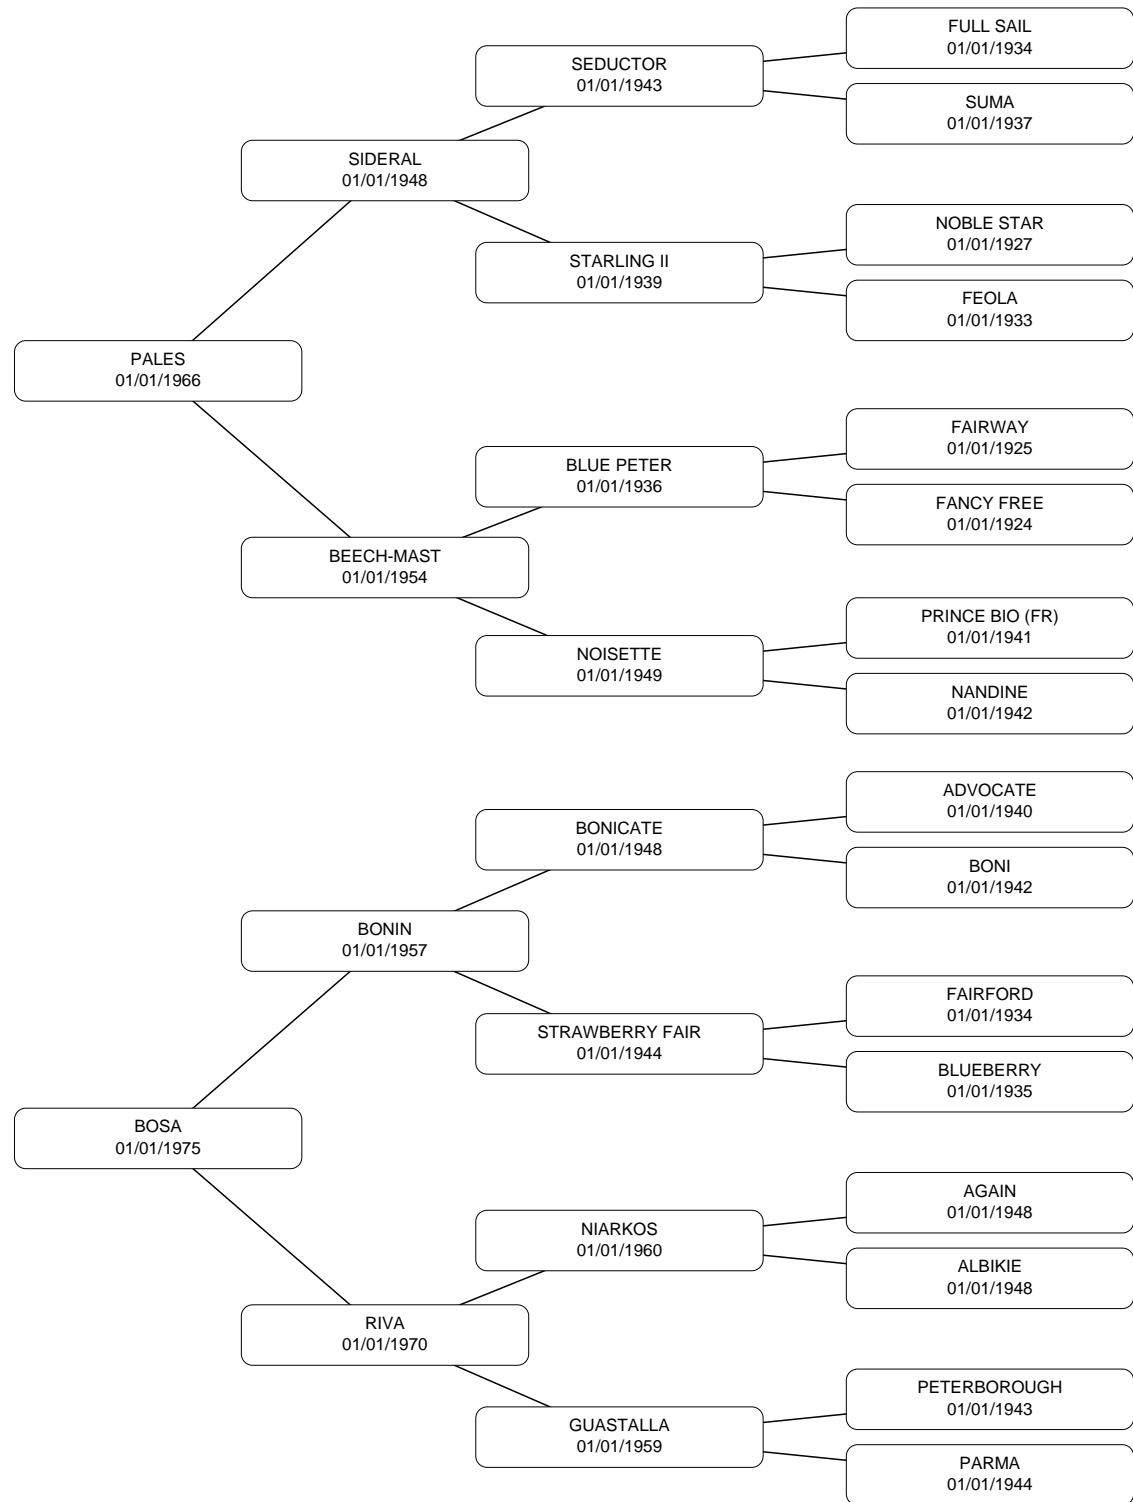 FULL SAIL
01/01/1934
SEDUCTOR
01/01/1943
SUMA
01/01/1937
SIDERAL
01/01/1948
NOBLE STAR
01/01/1927
STARLING II
01/01/1939
FEOLA
01/01/1933
PALES
01/01/1966
FAIRWAY
01/01/1925
BLUE PETER
01/01/1936
FANCY FREE
01/01/1924
BEECH-MAST
01/01/1954
PRINCE BIO (FR)
01/01/1941
NOISETTE
01/01/1949
NANDINE
01/01/1942
ADVOCATE
01/01/1940
BONICATE
01/01/1948
BONI
01/01/1942
BONIN
01/01/1957
FAIRFORD
01/01/1934
STRAWBERRY FAIR
01/01/1944
BLUEBERRY
01/01/1935
BOSA
01/01/1975
AGAIN
01/01/1948
NIARKOS
01/01/1960
ALBIKIE
01/01/1948
RIVA
01/01/1970
PETERBOROUGH
01/01/1943
GUASTALLA
01/01/1959
PARMA
01/01/1944